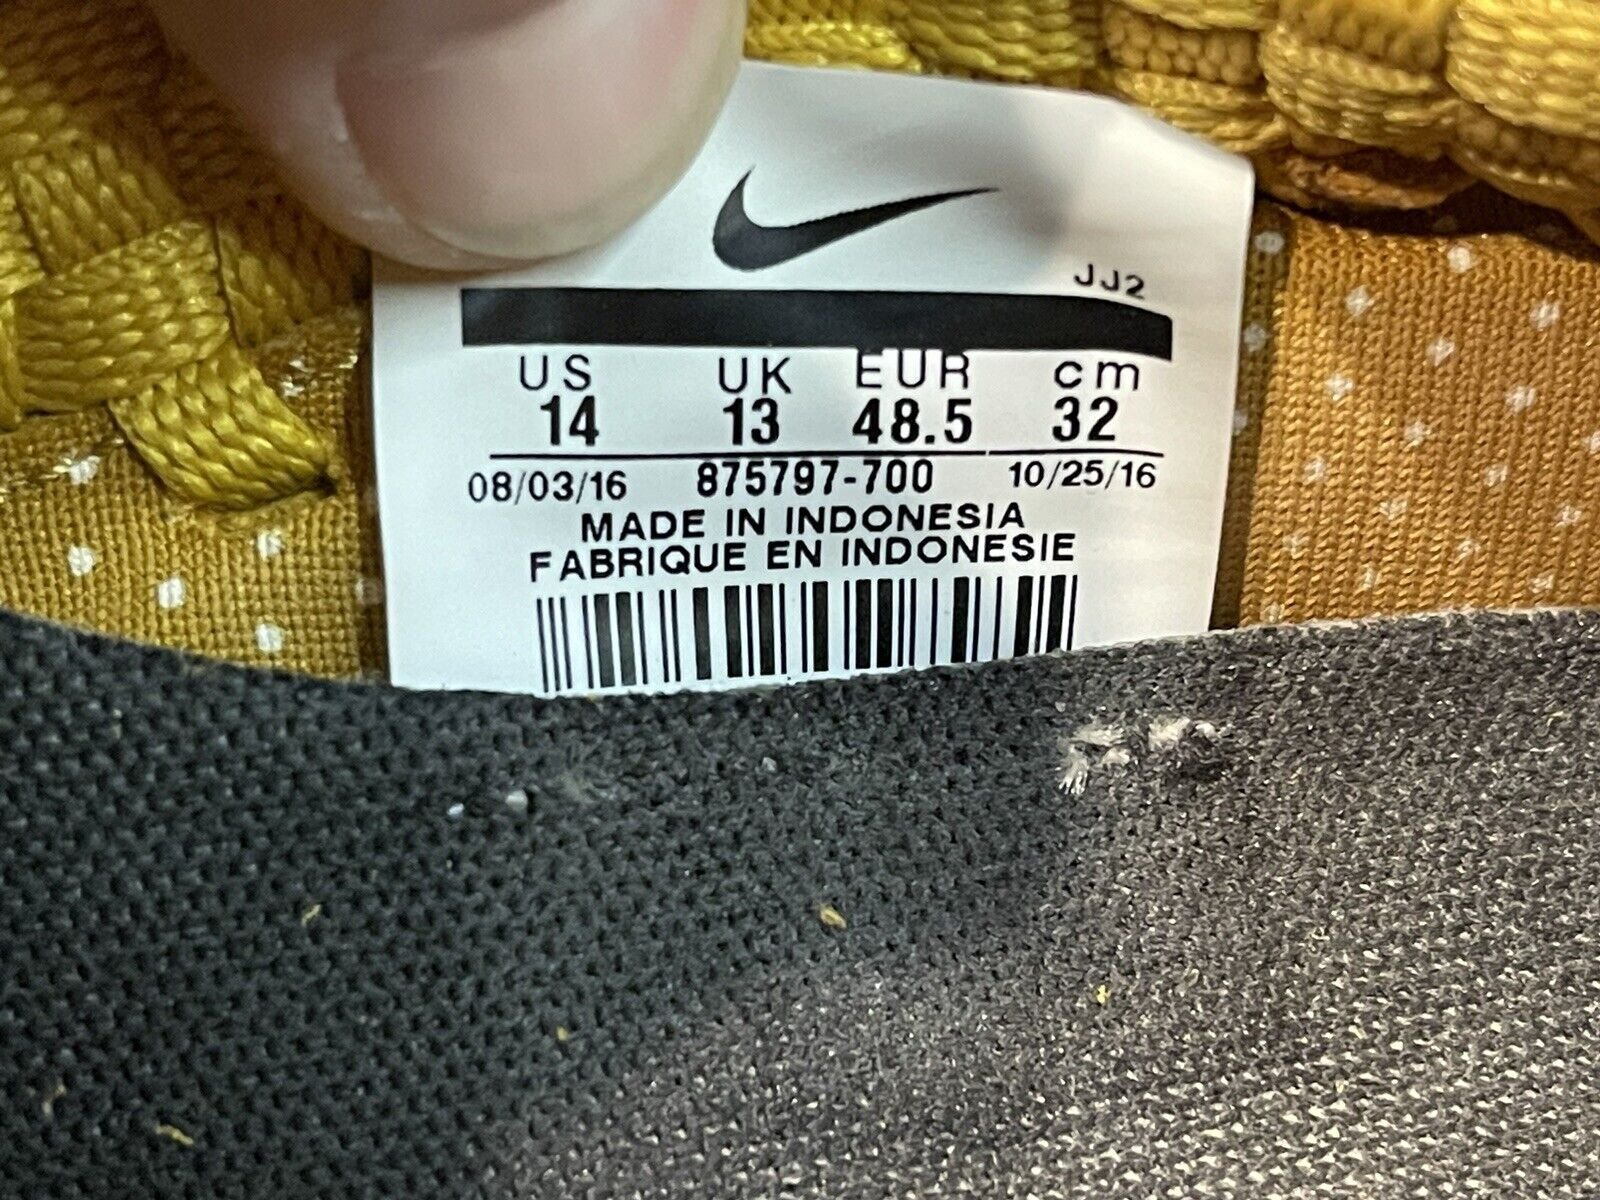 JJ2
US UK EUR cm
14 13 48.5 32
08/03/16 875797-700 10/25/16
MADE IN INDONESIA
FABRIQUE EN INDONESIE